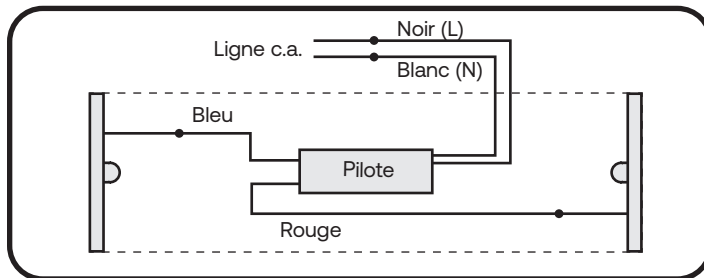 Noir (L)
Ligne c.a.
Blanc (N)
Bleu
Pilote
Rouge